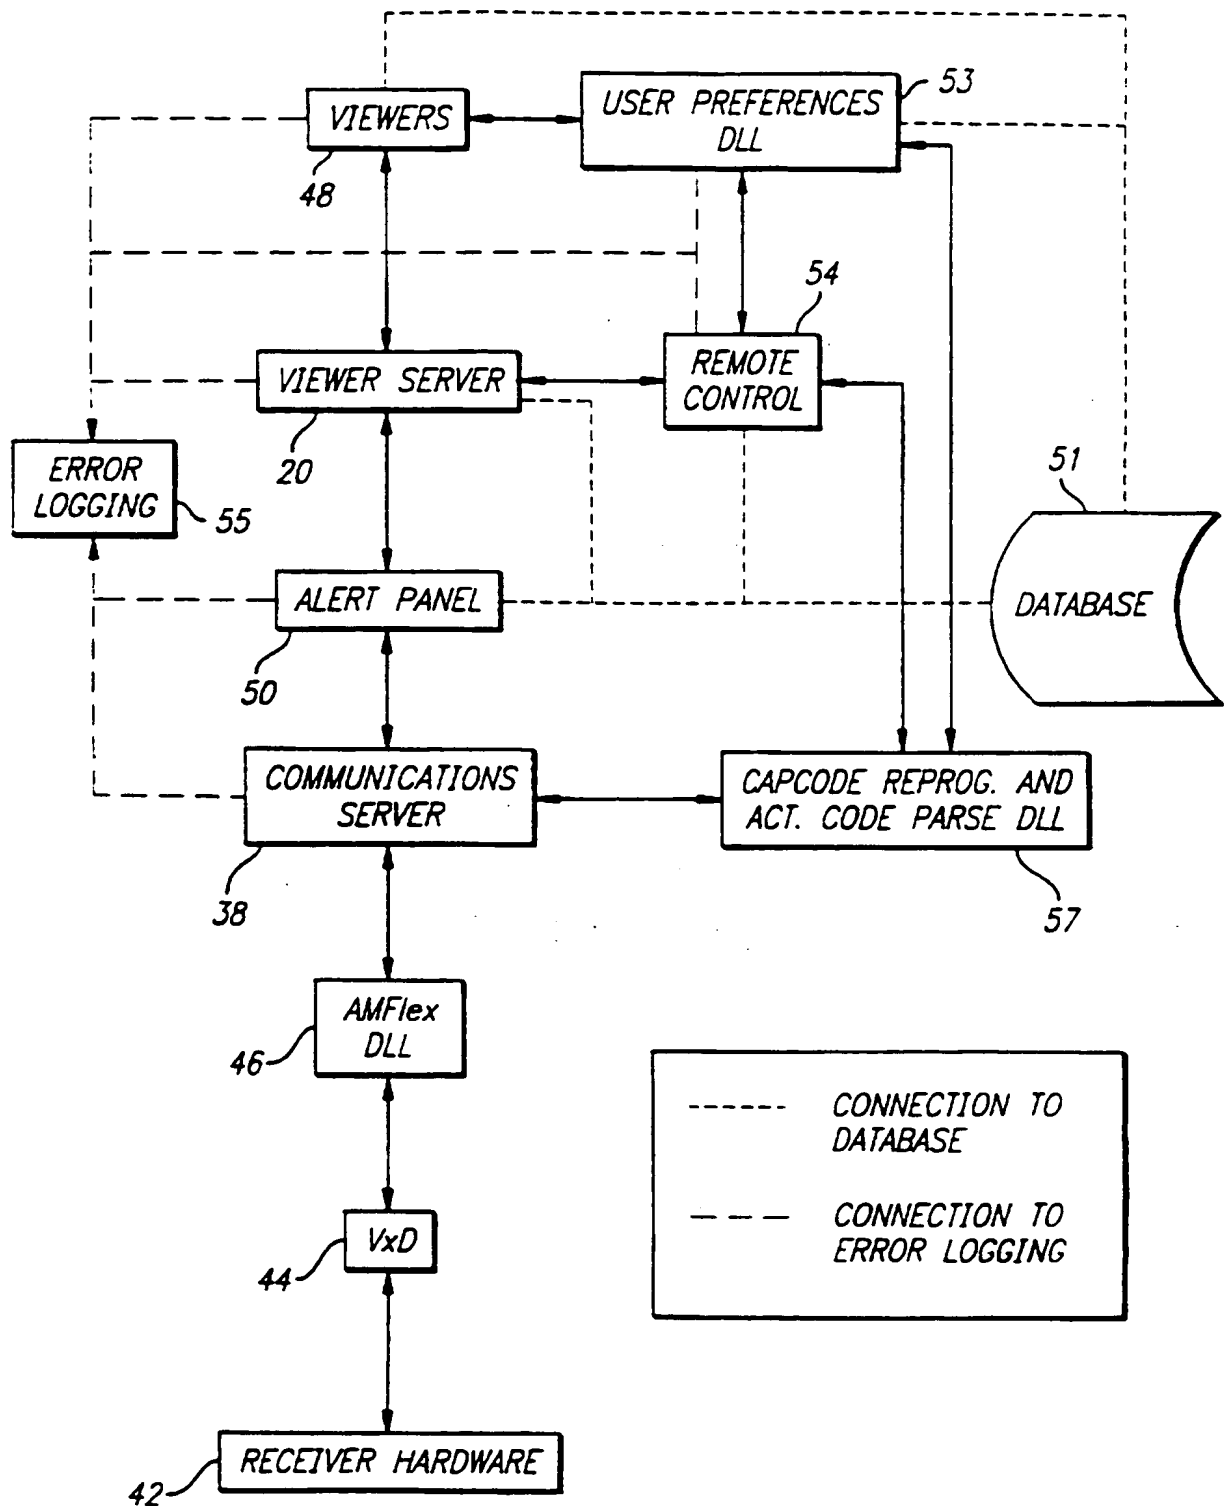 53
VIEWERS
USER PREFERENCES
DLL
48
54
VIEWER SERVER
REMOTE
CONTROL
20
51
ERROR
LOGGING
55
ALERT PANEL
DATABASE
50
COMMUNICATIONS
SERVER
CAPCODE REPROG. AND
ACT. CODE PARSE DLL
38
57
AMFlex
DLL
46
CONNECTION TO
DATABASE
VxD
44
CONNECTION TO
ERROR LOGGING
RECEIVER HARDWARE
42